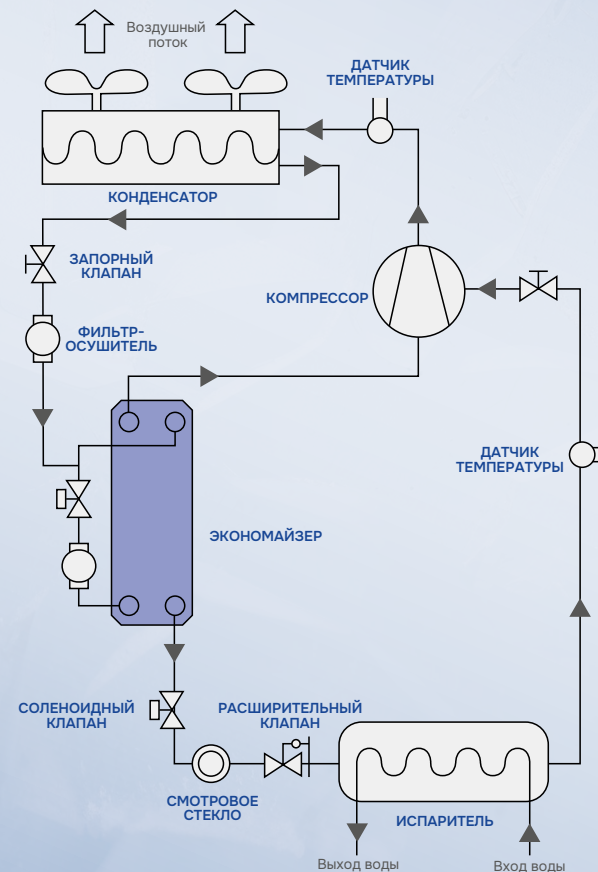 Воздушный
поток
ДАТЧИК
ТЕМПЕРАТУРЫ
КОНДЕНСАТОР
ЗАПОРНЫЙ
КЛАПАН
КОМПРЕССОР
ФИЛЬТР-
ОСУШИТЕЛЬ
ДАТЧИК
ТЕМПЕРАТУРЫ
ЭКОНОМАЙЗЕР
СОЛЕНОИДНЫЙ
КЛАПАН
РАСШИРИТЕЛЬНЫЙ
КЛАПАН
СМОТРОВОЕ
СТЕКЛО
ИСПАРИТЕЛЬ
Выход воды
Вход воды